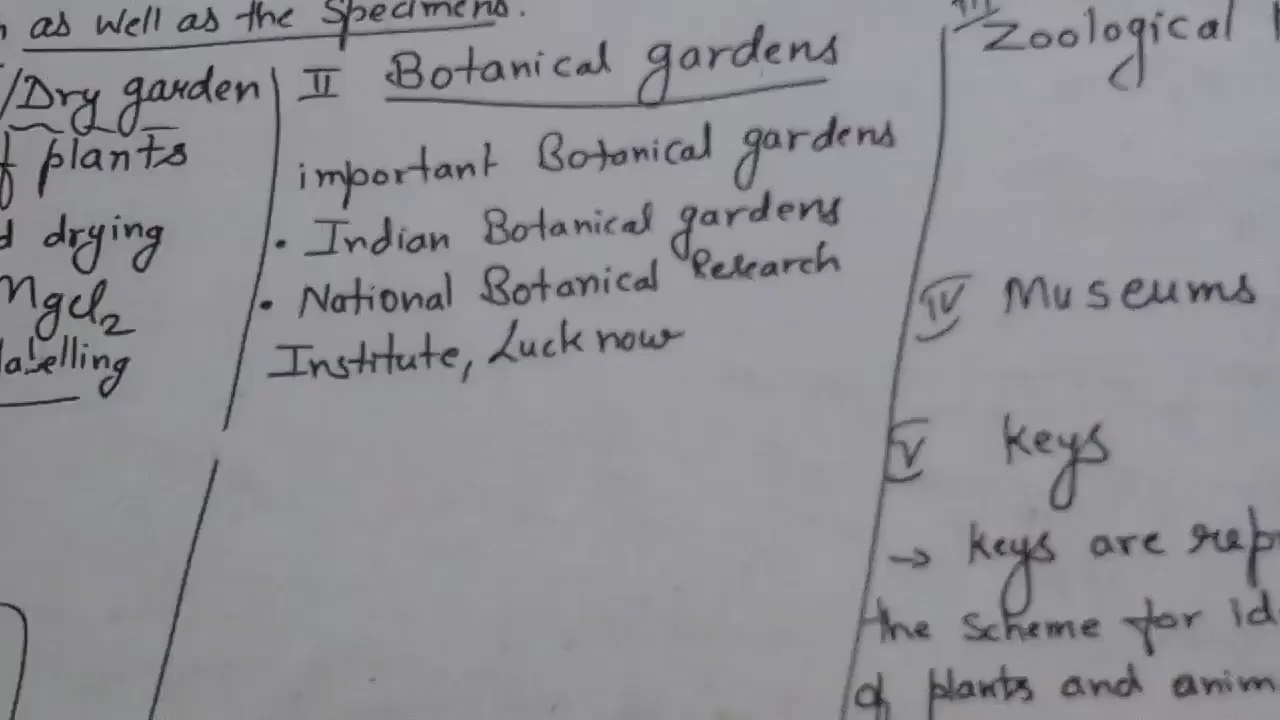 as well as the Specimens.
/Dry garden
plants
drying
MgCl2
labelling
II Botanical gardens
important Botanical gardens
. Indian Botanical gardens
. National Botanical Research
Institute, Lucknow
III Zoological
IV Museums
V keys
→ keys are rep
the scheme for id
of plants and anim